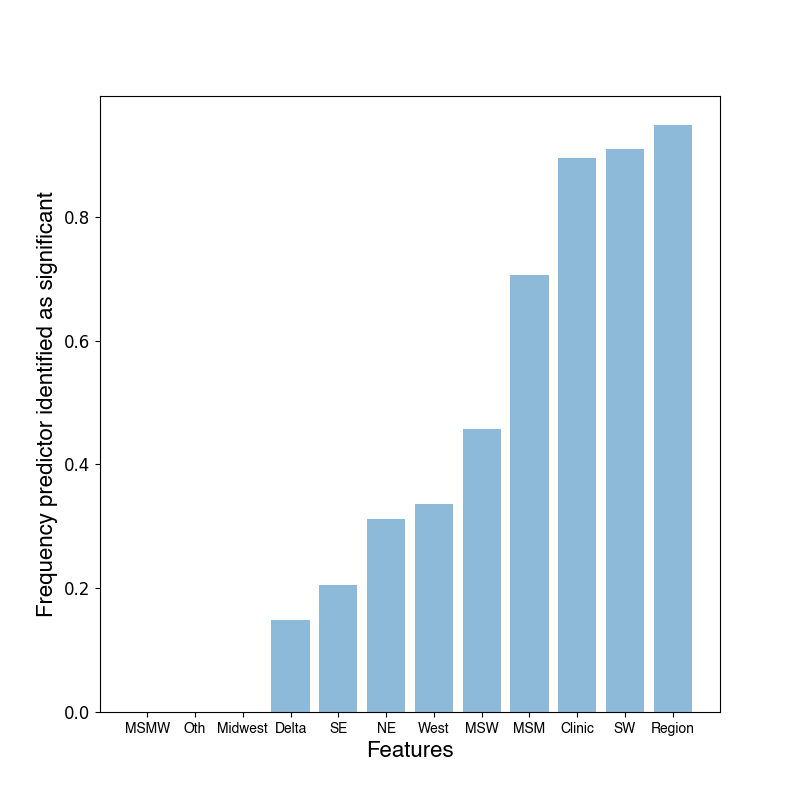 Frequency predictor identified as significant
0.8
0.6
0.4
0.2
0.0
MSMW Oth Midwest Delta SE NE West MSW MSM Clinic SW Region
Features